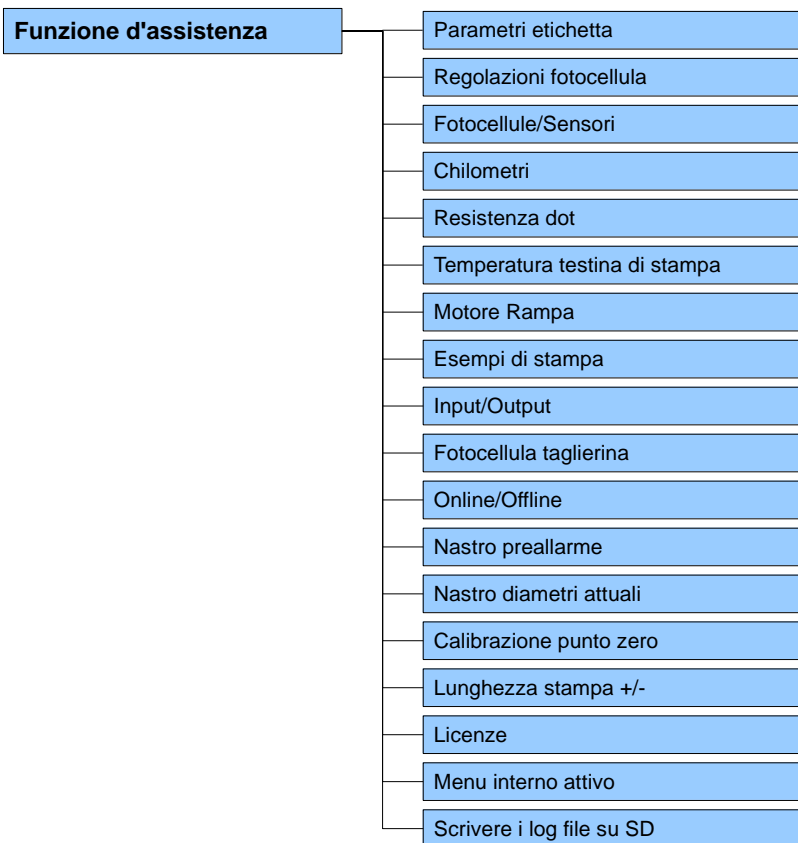 Funzione d'assistenza
Parametri etichetta
Regolazioni fotocellula
Fotocellule/Sensori
Chilometri
Resistenza dot
Temperatura testina di stampa
Motore Rampa
Esempi di stampa
Input/Output
Fotocellula taglierina
Online/Offline
Nastro preallarme
Nastro diametri attuali
Calibrazione punto zero
Lunghezza stampa +/-
Licenze
Menu interno attivo
Scrivere i log file su SD